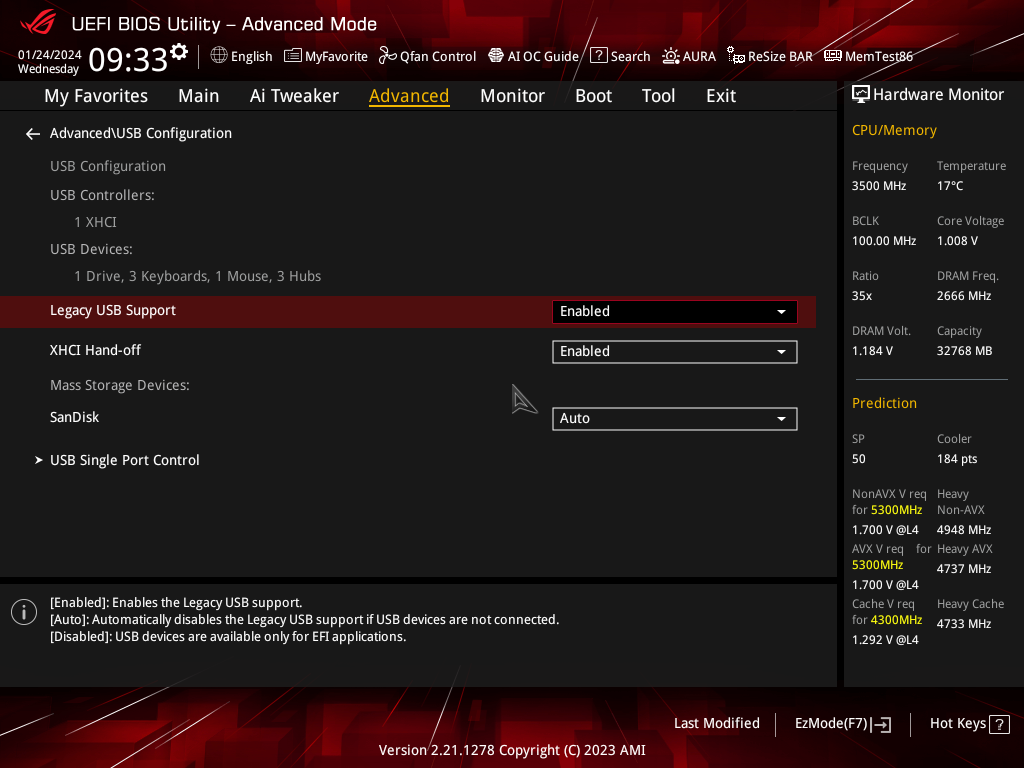 UEFI BIOS Utility – Advanced Mode
01/24/2024
Wednesday
09:33
English
MyFavorite
Qfan Control
AI OC Guide
? Search
AURA
ReSize BAR
MemTest86
My Favorites Main Ai Tweaker Advanced Monitor Boot Tool Exit
Advanced\USB Configuration
USB Configuration
USB Controllers:
1 XHCI
USB Devices:
1 Drive, 3 Keyboards, 1 Mouse, 3 Hubs
Legacy USB Support Enabled
XHCI Hand-off Enabled
Mass Storage Devices:
SanDisk Auto
USB Single Port Control
[Enabled]: Enables the Legacy USB support.
[Auto]: Automatically disables the Legacy USB support if USB devices are not connected.
[Disabled]: USB devices are available only for EFI applications.
Hardware Monitor
CPU/Memory
Frequency Temperature
3500 MHz 17°C
BCLK Core Voltage
100.00 MHz 1.008 V
Ratio DRAM Freq.
35x 2666 MHz
DRAM Volt. Capacity
1.184 V 32768 MB
Prediction
SP Cooler
50 184 pts
NonAVX V req Heavy
for 5300MHz Non-AVX
1.700 V @L4 4948 MHz
AVX V req for Heavy AVX
5300MHz 4737 MHz
1.700 V @L4
Cache V req Heavy Cache
for 4300MHz 4733 MHz
1.292 V @L4
Last Modified
EzMode(F7)
Hot Keys ?
Version 2.21.1278 Copyright (C) 2023 AMI